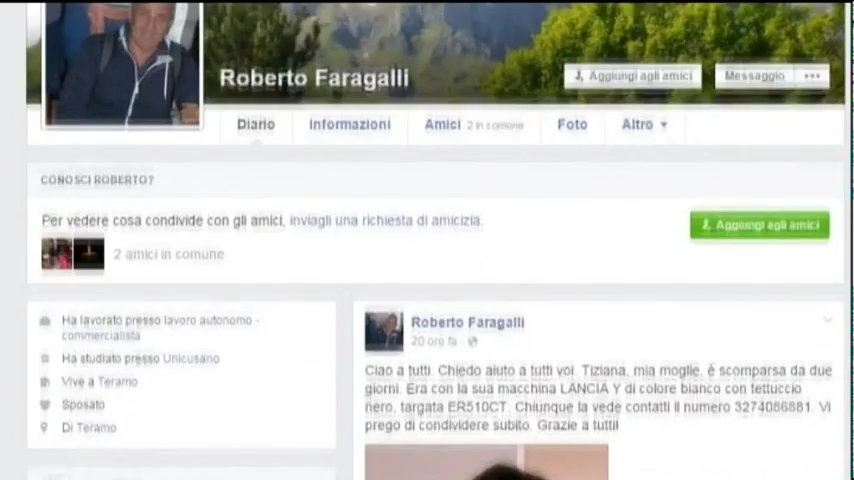 Roberto Faragalli
Aggiungi agli amici
Messaggio
Diario
Informazioni
Amici 2 in comune
Foto
Altro
CONOSCI ROBERTO?
Per vedere cosa condivide con gli amici, inviagli una richiesta di amicizia.
Aggiungi agli amici
2 amici in comune
Ha lavorato presso lavoro autonomo -
commercialista
Ha studiato presso Unicusano
Vive a Teramo
Sposato
Di Teramo
Roberto Faragalli
20 ore fa
Ciao a tutti. Chiedo aiuto a tutti voi. Tiziana, mia moglie, è scomparsa da due
giorni. Era con la sua macchina LANCIA Y di colore bianco con tettuccio
nero, targata ER510CT. Chiunque la vede contatti il numero 3274086881. Vi
prego di condividere subito. Grazie a tutti!